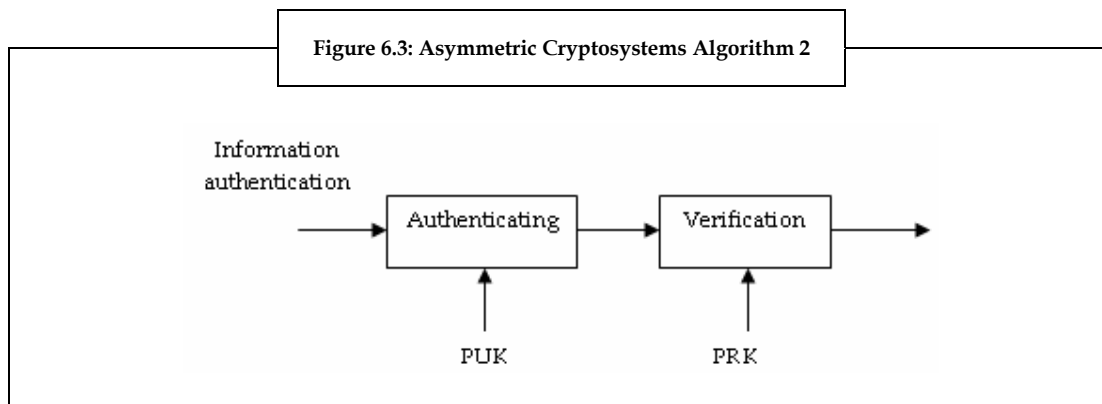 Figure 6.3: Asymmetric Cryptosystems Algorithm 2
Information
authentication
Authenticating
Verification
PUK
PRK